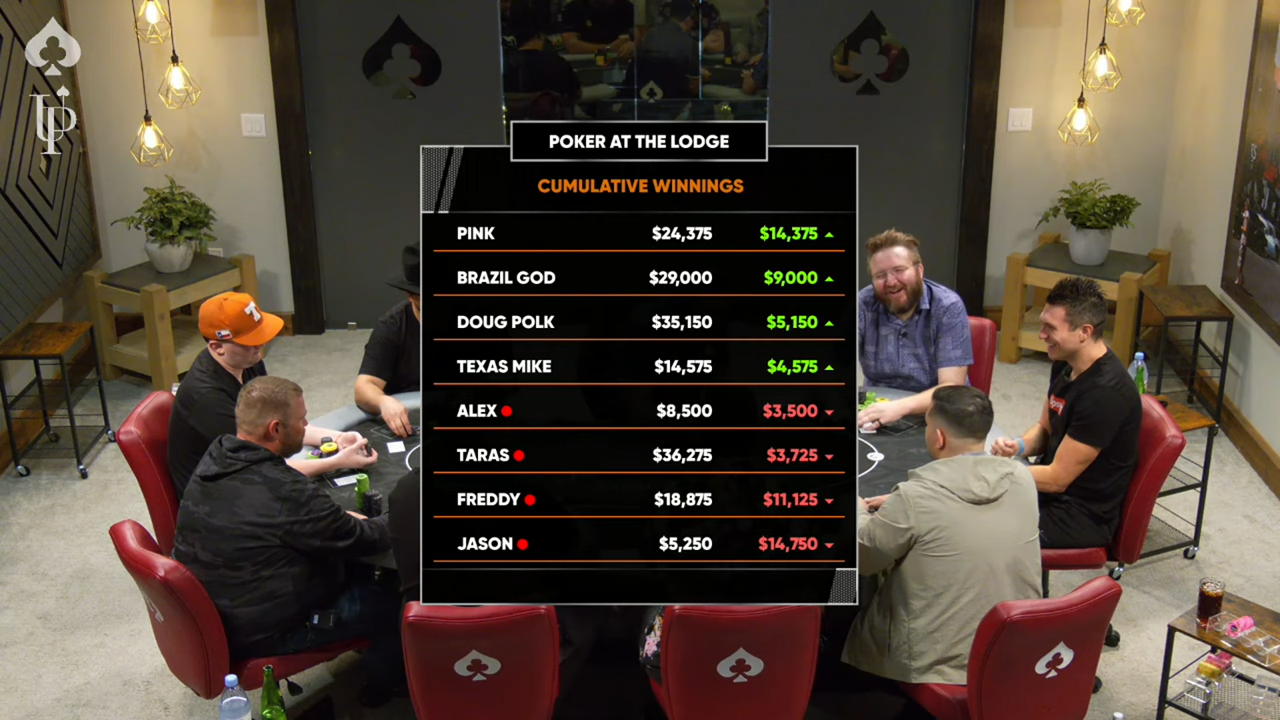 UP
POKER AT THE LODGE
CUMULATIVE WINNINGS
PINK $24,375 $14,375
BRAZIL GOD $29,000 $9,000
DOUG POLK $35,150 $5,150
TEXAS MIKE $14,575 $4,575
ALEX $8,500 $3,500
TARAS $36,275 $3,725
FREDDY $18,875 $11,125
JASON $5,250 $14,750
T